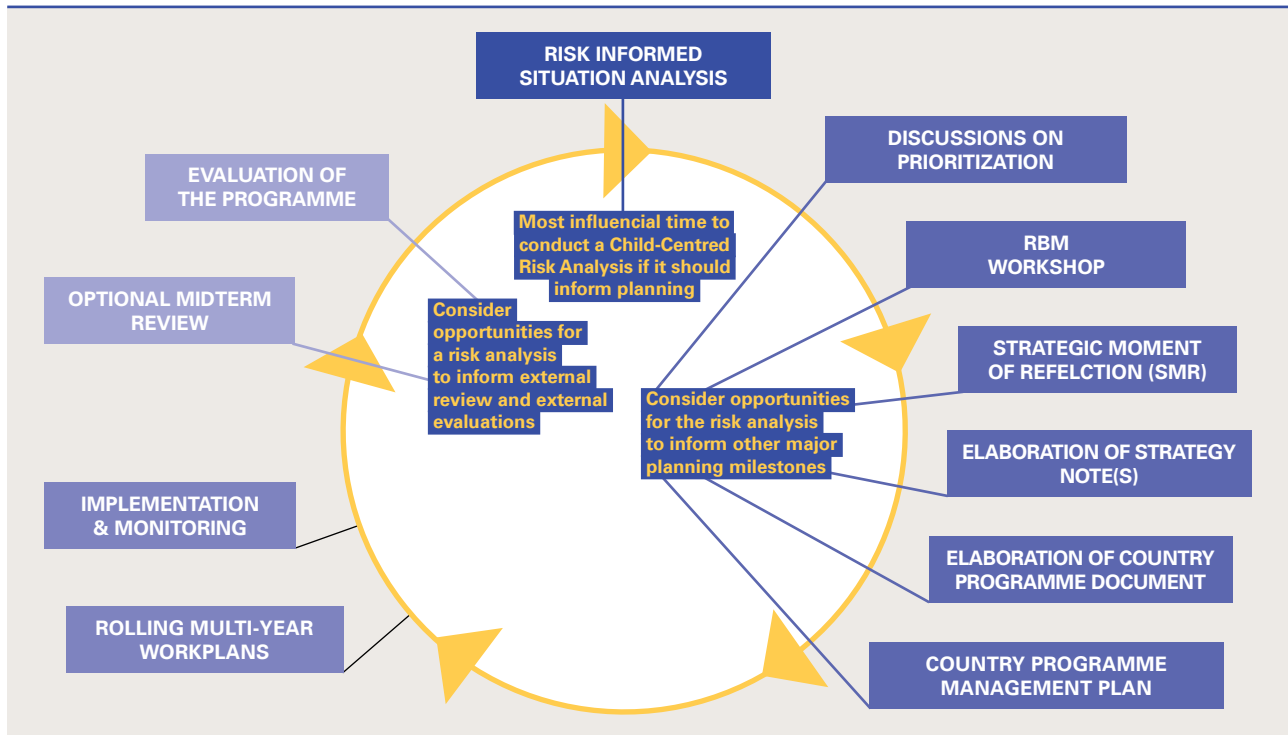 RISK INFORMED
SITUATION ANALYSIS
DISCUSSIONS ON
PRIORITIZATION
EVALUATION OF
THE PROGRAMME
Most influencial time to
conduct a Child-Centred
Risk Analysis if it should
inform planning
RBM
WORKSHOP
OPTIONAL MIDTERM
REVIEW
Consider
opportunities for
a risk analysis
to inform external
review and external
evaluations
STRATEGIC MOMENT
OF REFELCTION (SMR)
Consider opportunities
for the risk analysis
to inform other major
planning milestones
ELABORATION OF STRATEGY
NOTE(S)
IMPLEMENTATION
& MONITORING
ELABORATION OF COUNTRY
PROGRAMME DOCUMENT
ROLLING MULTI-YEAR
WORKPLANS
COUNTRY PROGRAMME
MANAGEMENT PLAN